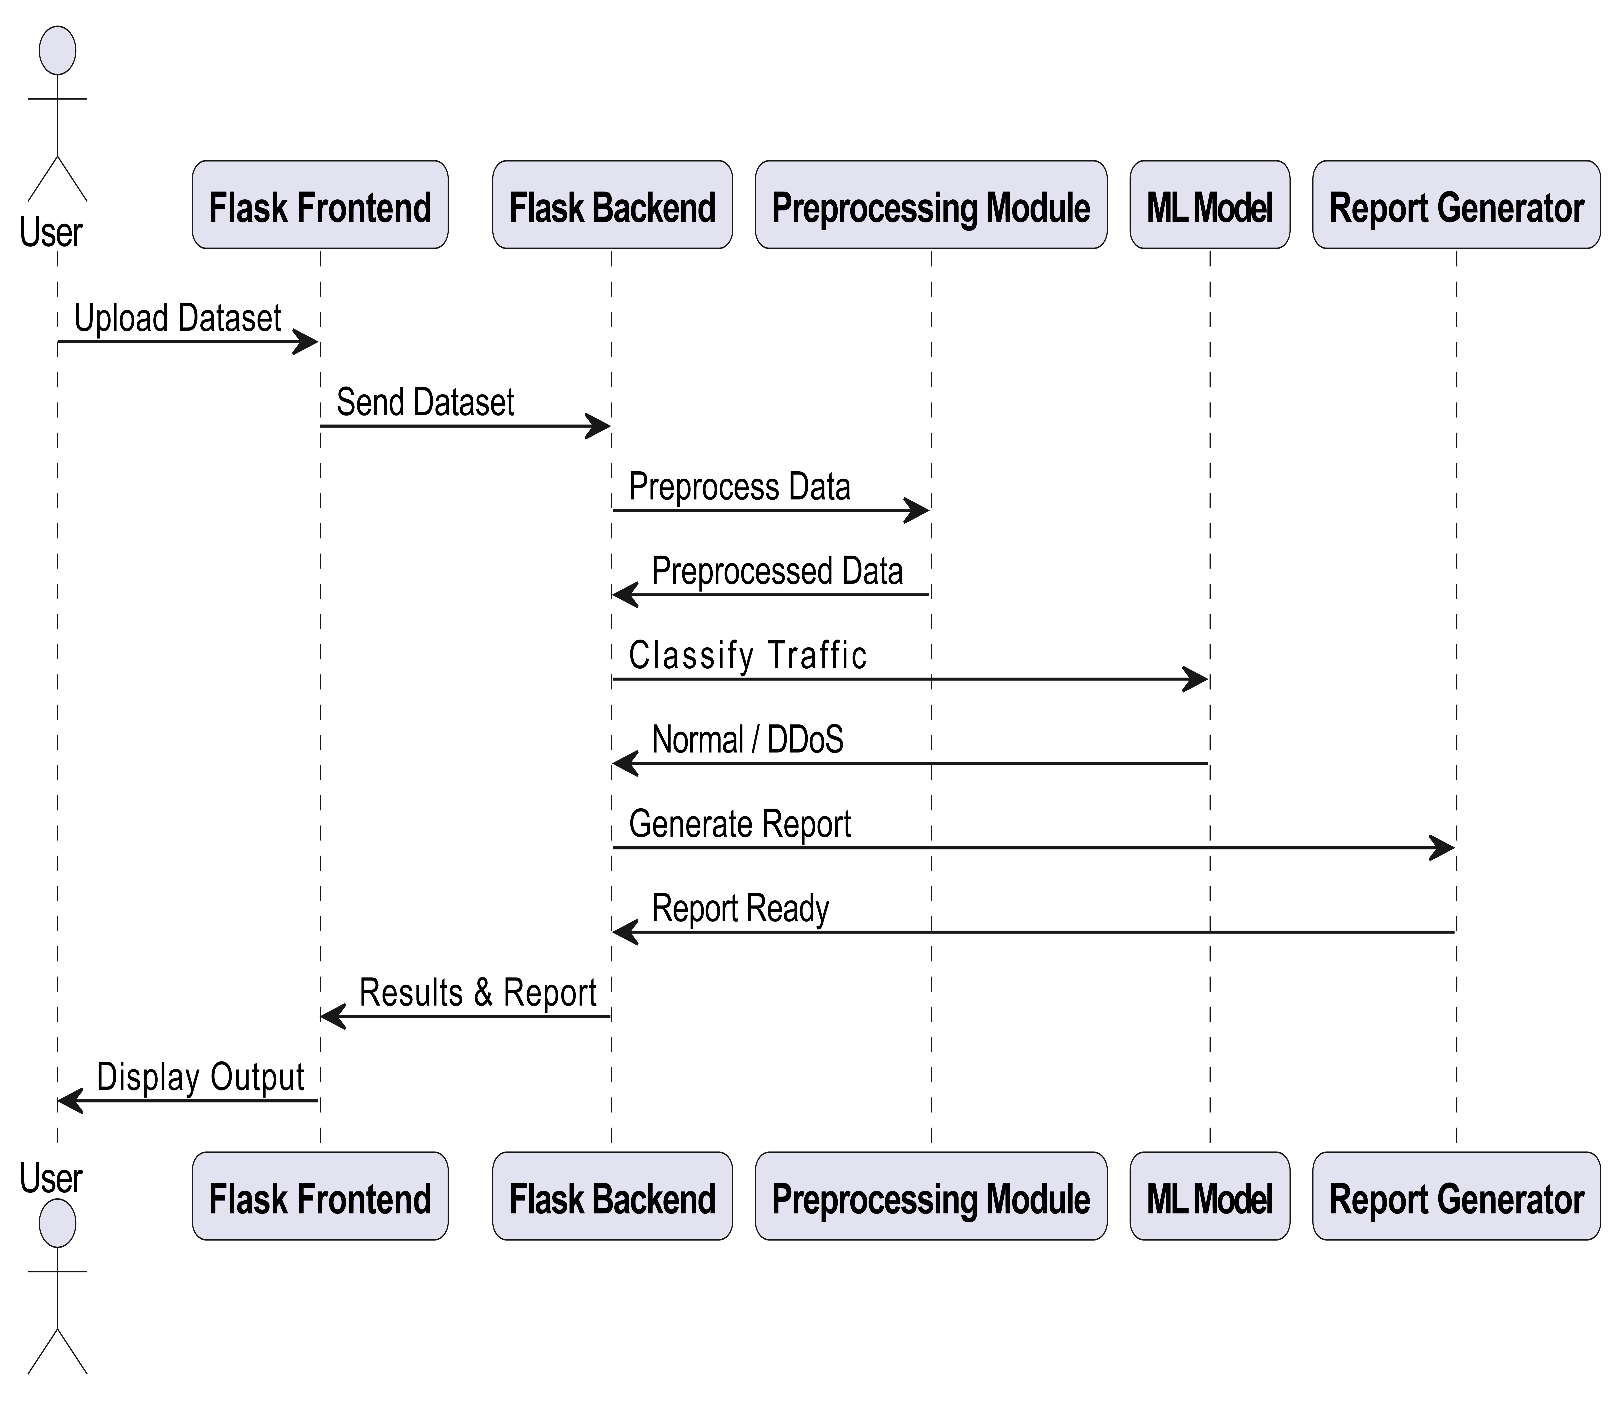 User
Flask Frontend
Flask Backend
Preprocessing Module
ML Model
Report Generator
Upload Dataset
Send Dataset
Preprocess Data
Preprocessed Data
Classify Traffic
Normal / DDoS
Generate Report
Report Ready
Results & Report
Display Output
User
Flask Frontend
Flask Backend
Preprocessing Module
ML Model
Report Generator